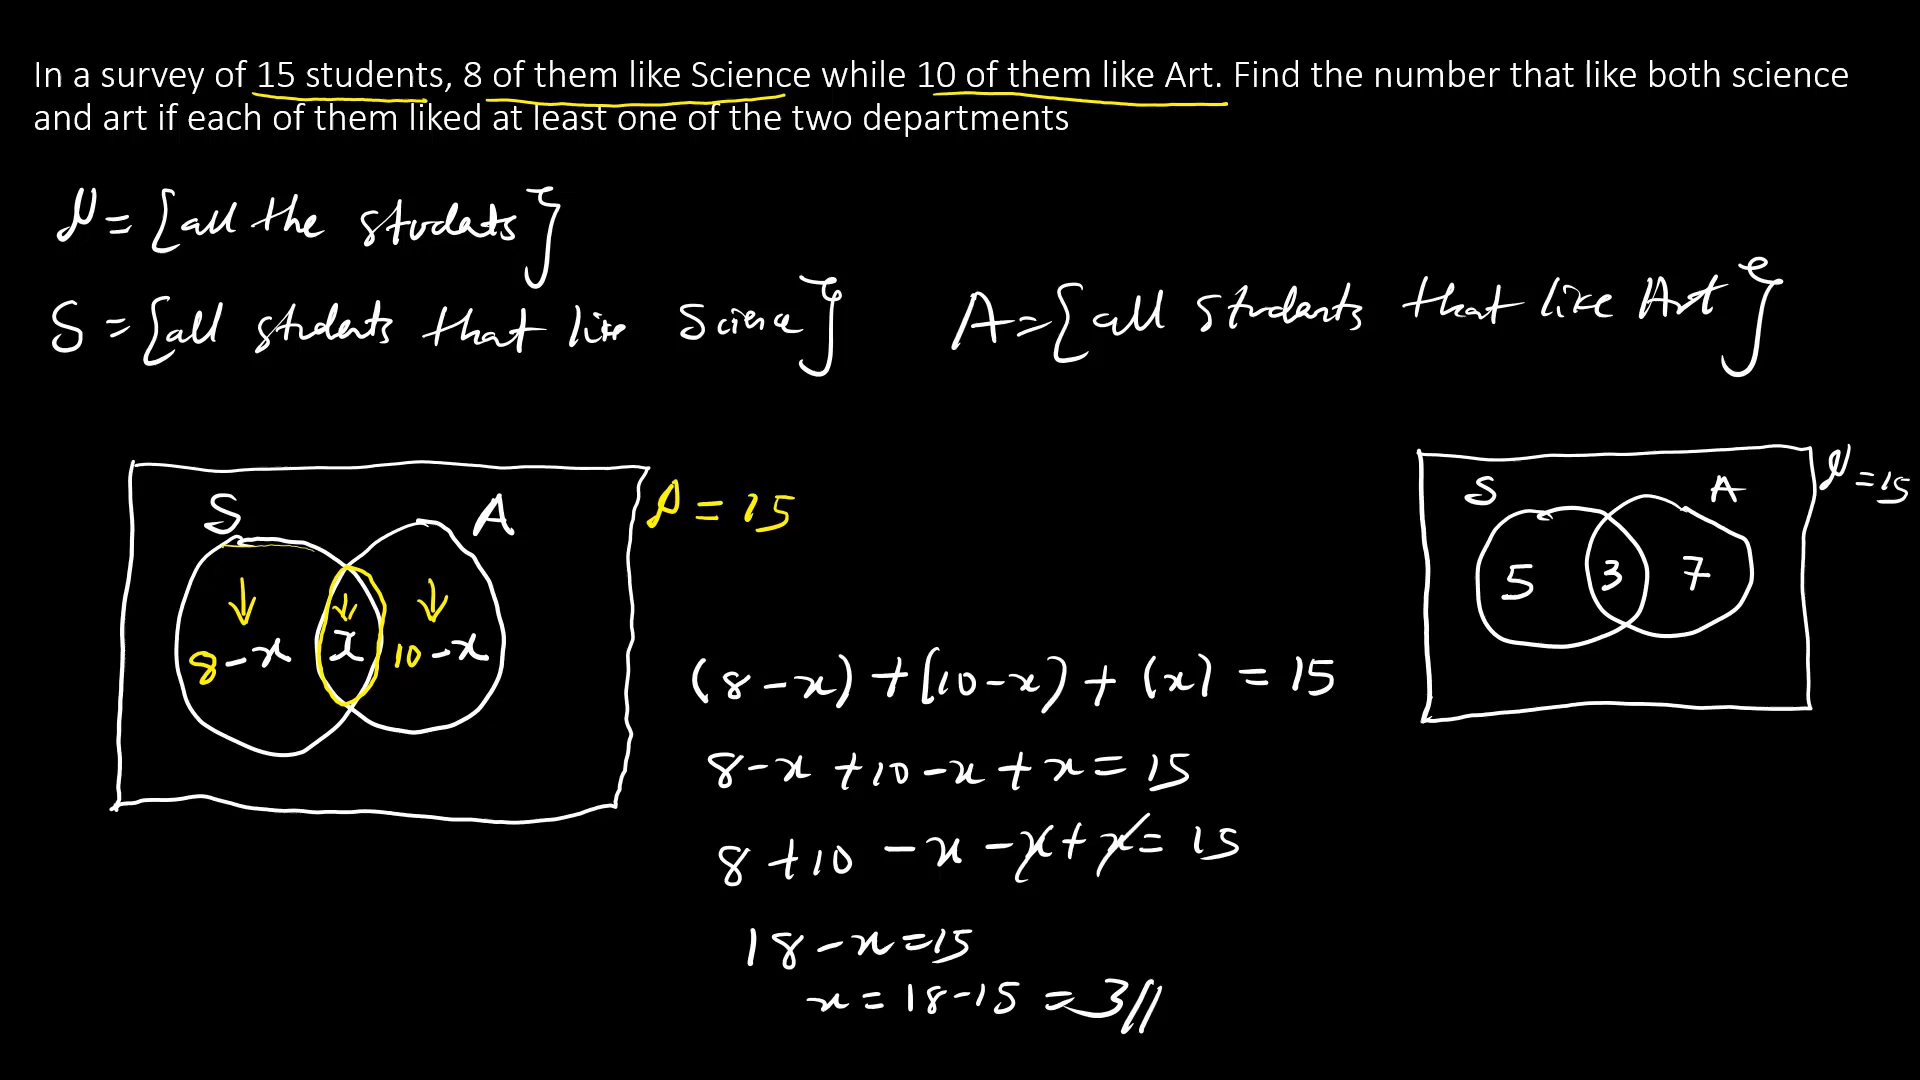 In a survey of 15 students, 8 of them like Science while 10 of them like Art. Find the number that like both science
and art if each of them liked at least one of the two departments
μ = {all the students}
S = {all students that like Science}
A = {all students that like Art}
S
A
μ = 15
8 - x
x
10 - x
S
A
μ = 15
5
3
7
(8 - x) + (10 - x) + (x) = 15
8 - x + 10 - x + x = 15
8 + 10 - x - x + x = 15
18 - x = 15
x = 18 - 15 = 3//